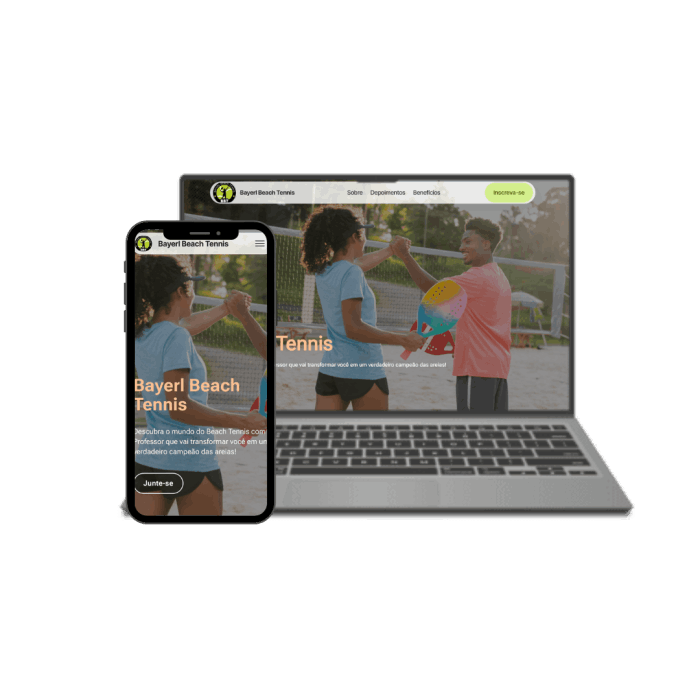 Bayerl Beach Tennis
Sobre Depoimentos Benefícios
Inscreva-se
Tennis
essor que vai transformar você em um verdadeiro campeão das areias!
Bayerl Beach Tennis
Bayerl Beach
Tennis
Descubra o mundo do Beach Tennis com
Professor que vai transformar você em um
verdadeiro campeão das areias!
Junte-se